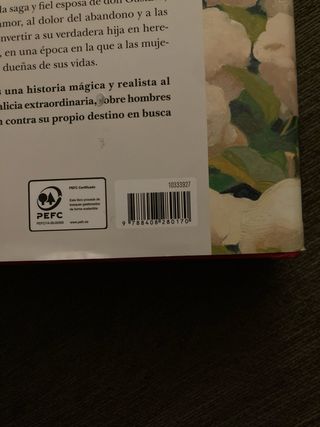 la saga y fiel esposa de don Gustavo,
amor, al dolor del abandono y a las
onvertir a su verdadera hija en here-
, en una época en la que a las muje-
dueñas de sus vidas.
s una historia mágica y realista al
alicia extraordinaria, sobre hombres
n contra su propio destino en busca
10333927
PEFC Certificado
Este libro procede de
bosques gestionados
de forma sostenible
PEFC
www.pefc.es
9 788408 280170